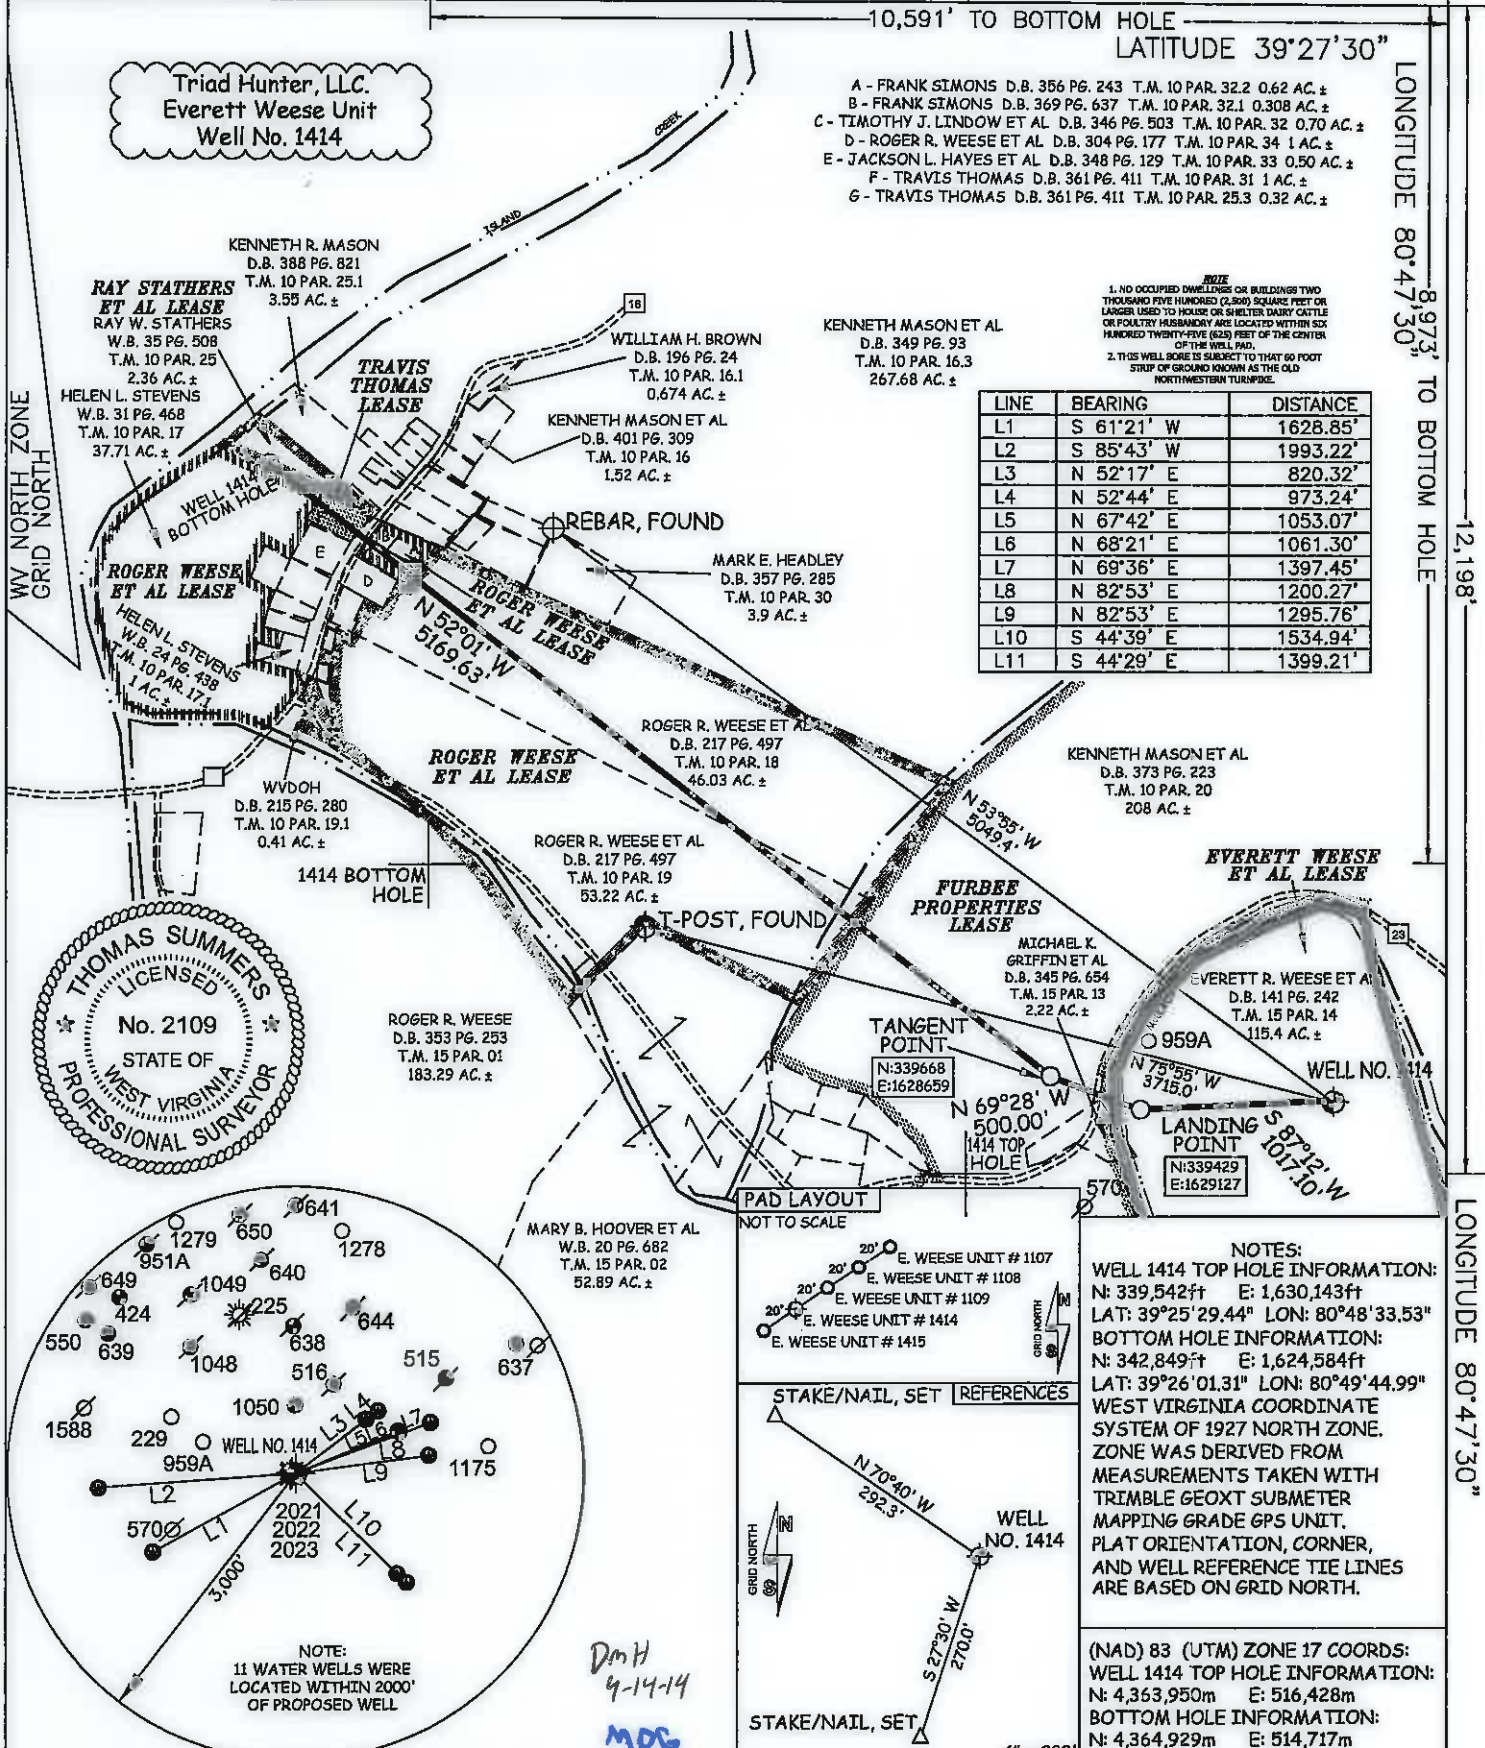 10,591' TO BOTTOM HOLE
LATITUDE 39°27'30"
LONGITUDE 80°47'30"
8,973' TO BOTTOM HOLE
12,198'
Triad Hunter, LLC.
Everett Weese Unit
Well No. 1414
A - FRANK SIMONS D.B. 356 PG. 243 T.M. 10 PAR. 32.2 0.62 AC. ±
B - FRANK SIMONS D.B. 369 PG. 637 T.M. 10 PAR. 32.1 0.308 AC. ±
C - TIMOTHY J. LINDOW ET AL D.B. 346 PG. 503 T.M. 10 PAR. 32 0.70 AC. ±
D - ROGER R. WEESE ET AL D.B. 304 PG. 177 T.M. 10 PAR. 34 1 AC. ±
E - JACKSON L. HAYES ET AL D.B. 348 PG. 129 T.M. 10 PAR. 33 0.50 AC. ±
F - TRAVIS THOMAS D.B. 361 PG. 411 T.M. 10 PAR. 31 1 AC. ±
G - TRAVIS THOMAS D.B. 361 PG. 411 T.M. 10 PAR. 25.3 0.32 AC. ±
ISLAND CREEK
KENNETH R. MASON
D.B. 388 PG. 821
T.M. 10 PAR. 25.1
3.55 AC. ±
RAY STATHERS
ET AL LEASE
RAY W. STATHERS
W.B. 35 PG. 508
T.M. 10 PAR. 25
2.36 AC. ±
HELEN L. STEVENS
W.B. 31 PG. 468
T.M. 10 PAR. 17
37.71 AC. ±
TRAVIS
THOMAS
LEASE
18
WILLIAM H. BROWN
D.B. 196 PG. 24
T.M. 10 PAR. 16.1
0.674 AC. ±
KENNETH MASON ET AL
D.B. 401 PG. 309
T.M. 10 PAR. 16
1.52 AC. ±
KENNETH MASON ET AL
D.B. 349 PG. 93
T.M. 10 PAR. 16.3
267.68 AC. ±
NOTE
1. NO OCCUPIED DWELLINGS OR BUILDINGS TWO
THOUSAND FIVE HUNDRED (2,500) SQUARE FEET OR
LARGER USED TO HOUSE OR SHELTER DAIRY CATTLE
OR POULTRY HUSBANDRY ARE LOCATED WITHIN SIX
HUNDRED TWENTY-FIVE (625) FEET OF THE CENTER
OF THE WELL PAD.
2. THIS WELL BORE IS SUBJECT TO THAT 60 FOOT
STRIP OF GROUND KNOWN AS THE OLD
NORTHWESTERN TURNPIKE.
LINE BEARING DISTANCE
L1 S 61°21' W 1628.85'
L2 S 85°43' W 1993.22'
L3 N 52°17' E 820.32'
L4 N 52°44' E 973.24'
L5 N 67°42' E 1053.07'
L6 N 68°21' E 1061.30'
L7 N 69°36' E 1397.45'
L8 N 82°53' E 1200.27'
L9 N 82°53' E 1295.76'
L10 S 44°39' E 1534.94'
L11 S 44°29' E 1399.21'
WV NORTH ZONE
GRID NORTH
WELL 1414
BOTTOM HOLE
REBAR, FOUND
E
B
D
MARK E. HEADLEY
D.B. 357 PG. 285
T.M. 10 PAR. 30
3.9 AC. ±
ROGER WEESE
ET AL LEASE
ROGER WEESE
ET AL LEASE
HELEN L. STEVENS
W.B. 24 PG. 438
T.M. 10 PAR. 17.1
1 AC. ±
N 52°01' W
5169.63'
ROGER WEESE
ET AL LEASE
ROGER R. WEESE ET AL
D.B. 217 PG. 497
T.M. 10 PAR. 18
46.03 AC. ±
KENNETH MASON ET AL
D.B. 373 PG. 223
T.M. 10 PAR. 20
208 AC. ±
WVDOH
D.B. 215 PG. 280
T.M. 10 PAR. 19.1
0.41 AC. ±
N 53°55' W
5049.4'
ROGER R. WEESE ET AL
D.B. 217 PG. 497
T.M. 10 PAR. 19
53.22 AC. ±
1414 BOTTOM
HOLE
EVERETT WEESE
ET AL LEASE
FURBEE
PROPERTIES
LEASE
T-POST, FOUND
23
MICHAEL K.
GRIFFIN ET AL
D.B. 345 PG. 654
T.M. 15 PAR. 13
2.22 AC. ±
EVERETT R. WEESE ET AL
D.B. 141 PG. 242
T.M. 15 PAR. 14
115.4 AC. ±
THOMAS SUMMERS
LICENSED
No. 2109
STATE OF
WEST VIRGINIA
PROFESSIONAL SURVEYOR
ROGER R. WEESE
D.B. 353 PG. 253
T.M. 15 PAR. 01
183.29 AC. ±
TANGENT
POINT
N:339668
E:1628659
959A
N 75°55' W
3715.0'
WELL NO. 1414
N 69°28' W
500.00'
1414 TOP
HOLE
LANDING
POINT
N:339429
E:1629127
S 87°12' W
1017.10'
570
MARY B. HOOVER ET AL
W.B. 20 PG. 682
T.M. 15 PAR. 02
52.89 AC. ±
641
650
1279
1278
951A
640
649
1049
424
225
644
550
639
638
1048
637
516
515
1050
1588
229
959A
WELL NO. 1414
L3
L4
L5
L6
L7
L8
L9
1175
L2
570
L1
L10
L11
2021
2022
2023
3,000'
NOTE:
11 WATER WELLS WERE
LOCATED WITHIN 2000'
OF PROPOSED WELL
DmH
4-14-14
MDG
PAD LAYOUT
NOT TO SCALE
20' E. WEESE UNIT # 1107
20' E. WEESE UNIT # 1108
E. WEESE UNIT # 1109
20' E. WEESE UNIT # 1414
E. WEESE UNIT # 1415
GRID NORTH
N
STAKE/NAIL, SET
REFERENCES
N 70°40' W
292.3'
WELL
NO. 1414
GRID NORTH
N
S 27°30' W
270.0'
STAKE/NAIL, SET
NOTES:
WELL 1414 TOP HOLE INFORMATION:
N: 339,542ft E: 1,630,143ft
LAT: 39°25'29.44" LON: 80°48'33.53"
BOTTOM HOLE INFORMATION:
N: 342,849ft E: 1,624,584ft
LAT: 39°26'01.31" LON: 80°49'44.99"
WEST VIRGINIA COORDINATE
SYSTEM OF 1927 NORTH ZONE.
ZONE WAS DERIVED FROM
MEASUREMENTS TAKEN WITH
TRIMBLE GEOXT SUBMETER
MAPPING GRADE GPS UNIT.
PLAT ORIENTATION, CORNER,
AND WELL REFERENCE TIE LINES
ARE BASED ON GRID NORTH.
(NAD) 83 (UTM) ZONE 17 COORDS:
WELL 1414 TOP HOLE INFORMATION:
N: 4,363,950m E: 516,428m
BOTTOM HOLE INFORMATION:
N: 4,364,929m E: 514,717m
LONGITUDE 80°47'30"